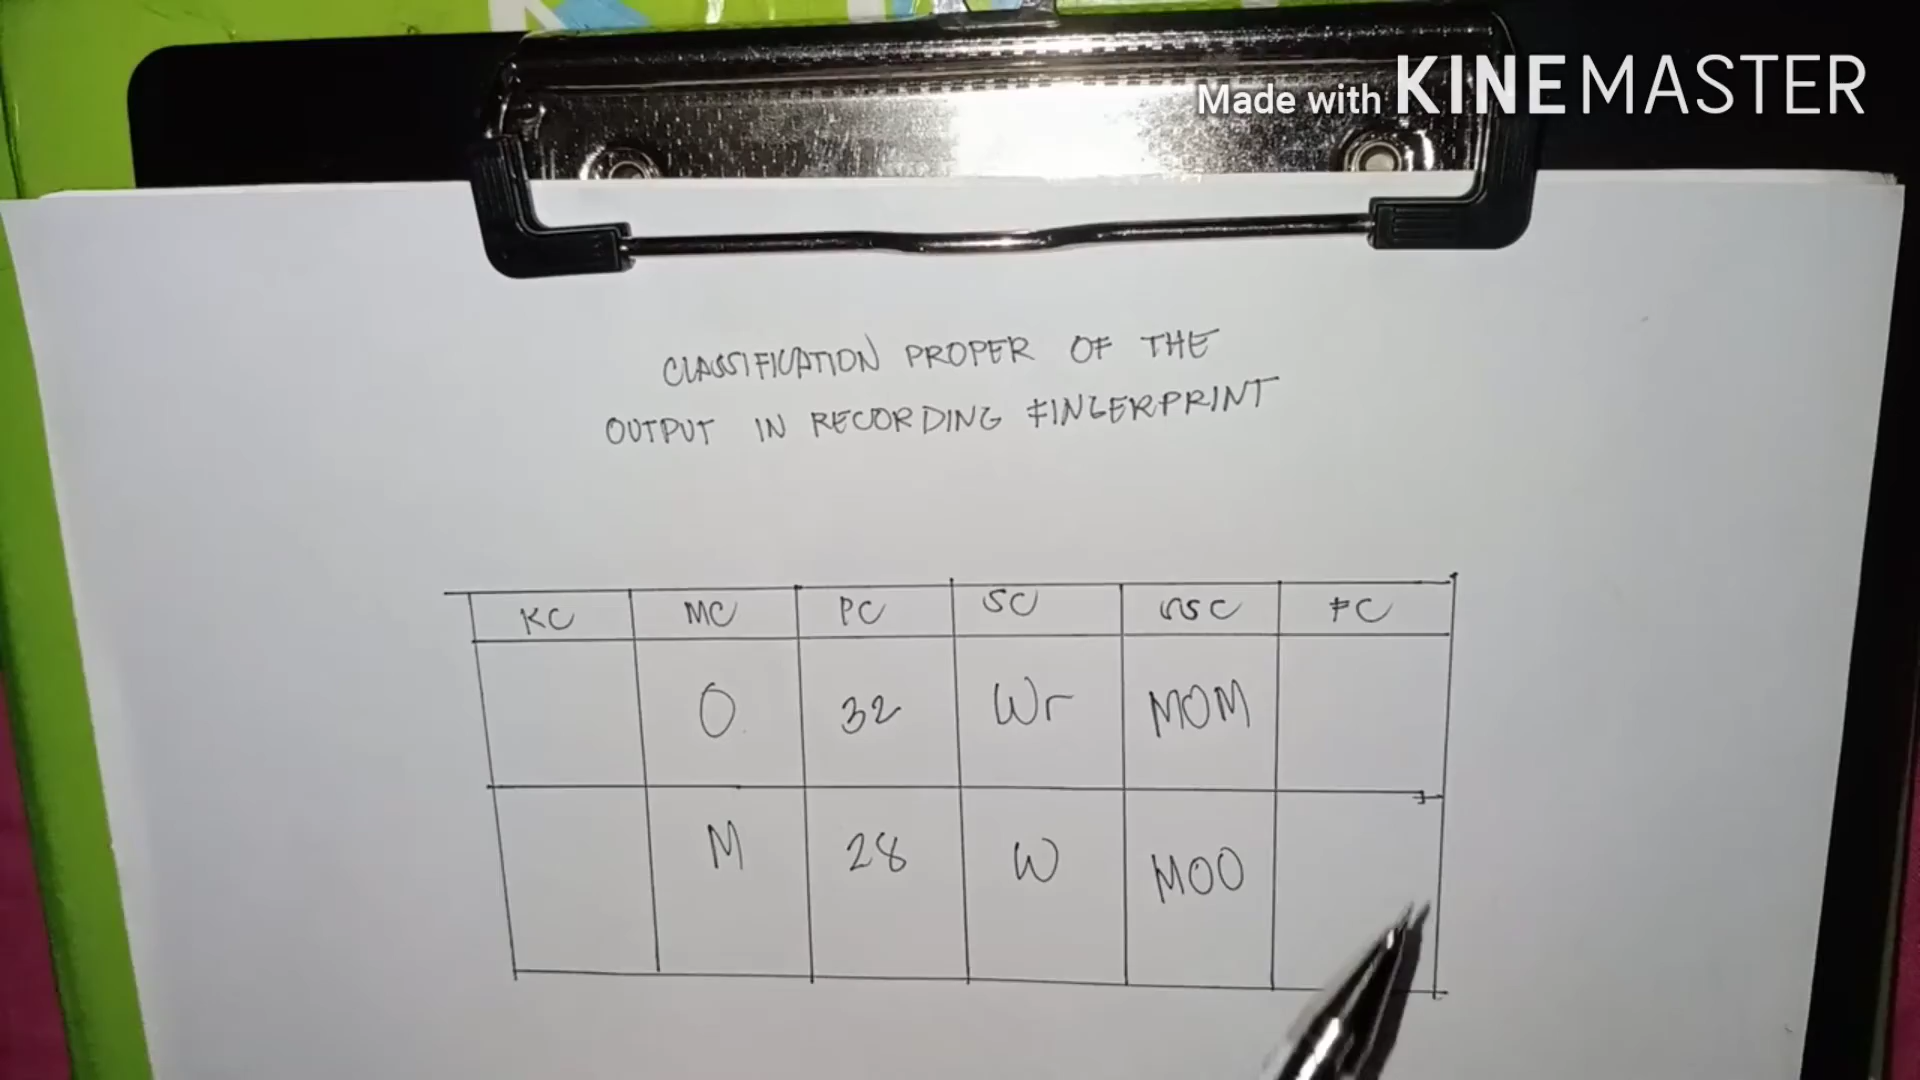 Made with KINEMASTER
CLASSIFICATION PROPER OF THE
OUTPUT IN RECORDING FINGERPRINT
KC MC PC SC SSC FC
O 32 Wr MOM
M 28 W MOO